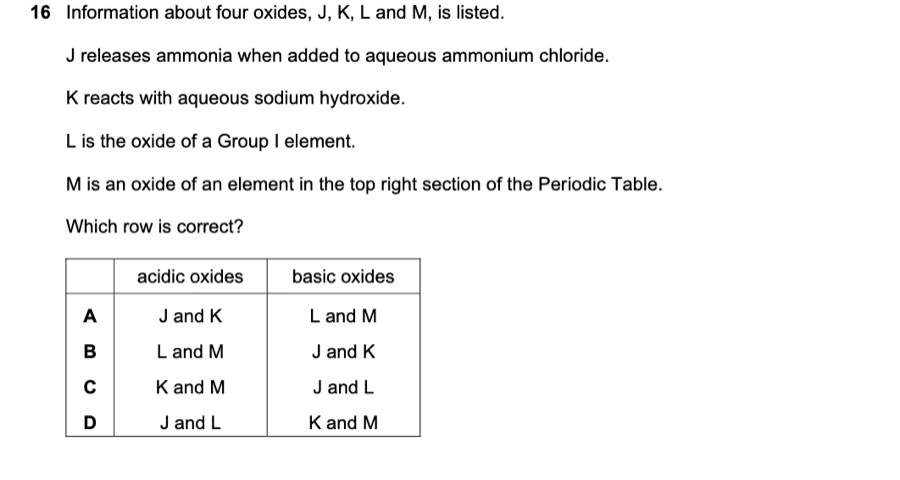 16 Information about four oxides, J, K, L and M, is listed.
J releases ammonia when added to aqueous ammonium chloride.
K reacts with aqueous sodium hydroxide.
L is the oxide of a Group I element.
M is an oxide of an element in the top right section of the Periodic Table.
Which row is correct?
acidic oxides basic oxides
A J and K L and M
B L and M J and K
C K and M J and L
D J and L K and M